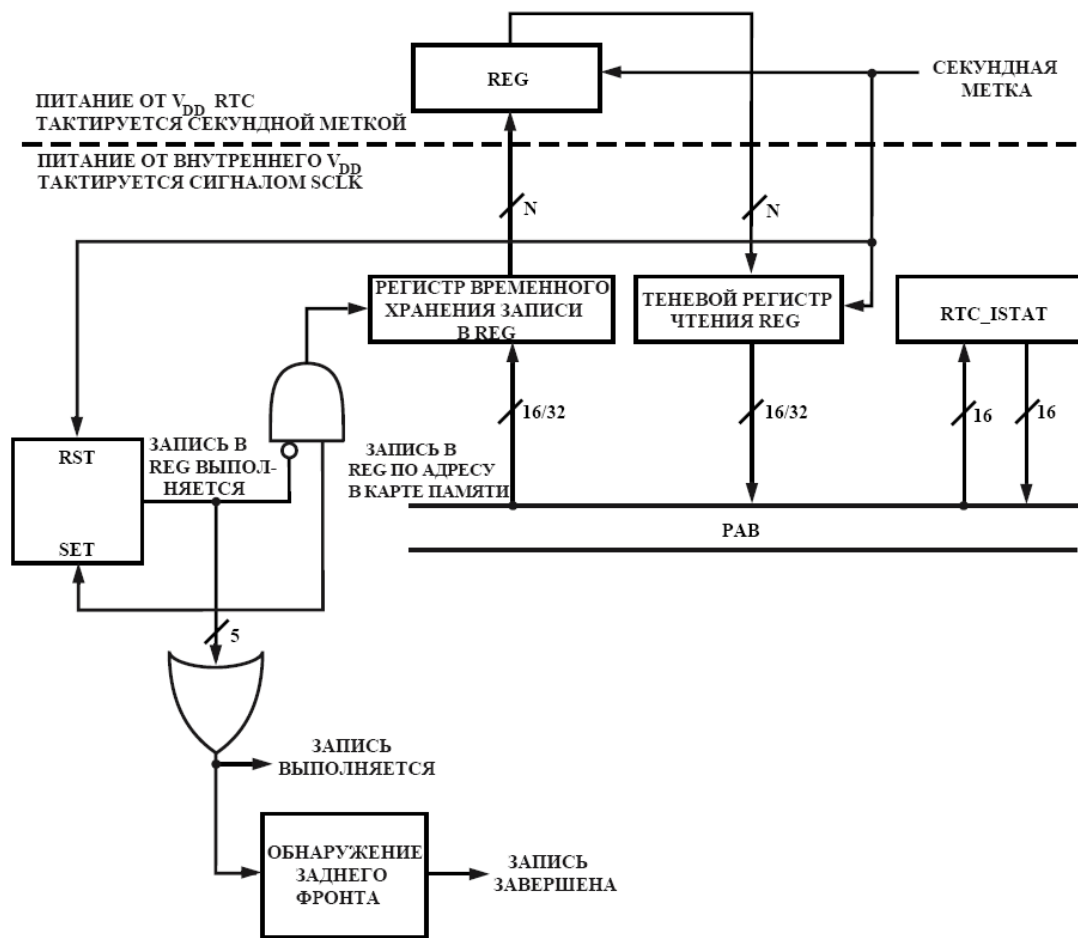 REG
СЕКУНДНАЯ
МЕТКА
ПИТАНИЕ ОТ VDD RTC
ТАКТИРУЕТСЯ СЕКУНДНОЙ МЕТКОЙ
ПИТАНИЕ ОТ ВНУТРЕННЕГО VDD
ТАКТИРУЕТСЯ СИГНАЛОМ SCLK
N
N
РЕГИСТР ВРЕМЕННОГО
ХРАНЕНИЯ ЗАПИСИ
В REG
ТЕНЕВОЙ РЕГИСТР
ЧТЕНИЯ REG
RTC_ISTAT
16/32
16/32
16
16
RST
SET
ЗАПИСЬ В
REG ВЫПОЛ-
НЯЕТСЯ
ЗАПИСЬ В
REG ПО АДРЕСУ
В КАРТЕ ПАМЯТИ
PAB
5
ЗАПИСЬ
ВЫПОЛНЯЕТСЯ
ОБНАРУЖЕНИЕ
ЗАДНЕГО
ФРОНТА
ЗАПИСЬ
ЗАВЕРШЕНА